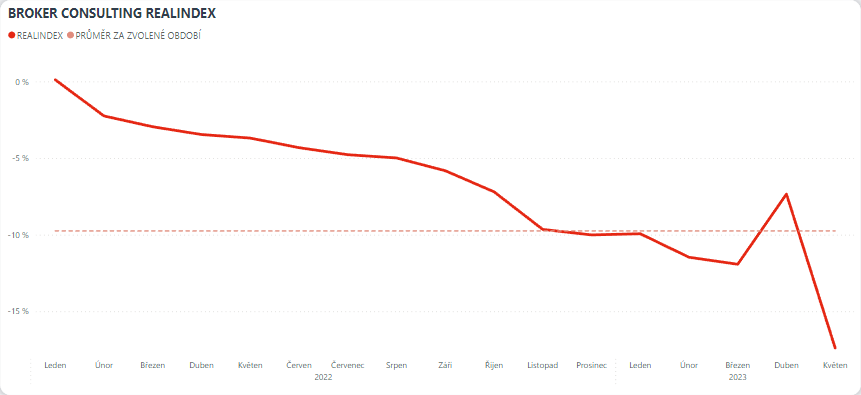 BROKER CONSULTING REALINDEX
REALINDEX PRŮMĚR ZA ZVOLENÉ OBDOBÍ
0 %
-5 %
-10 %
-15 %
Leden Únor Březen Duben Květen Červen Červenec Srpen Září Říjen Listopad Prosinec Leden Únor Březen Duben Květen
2022 2023